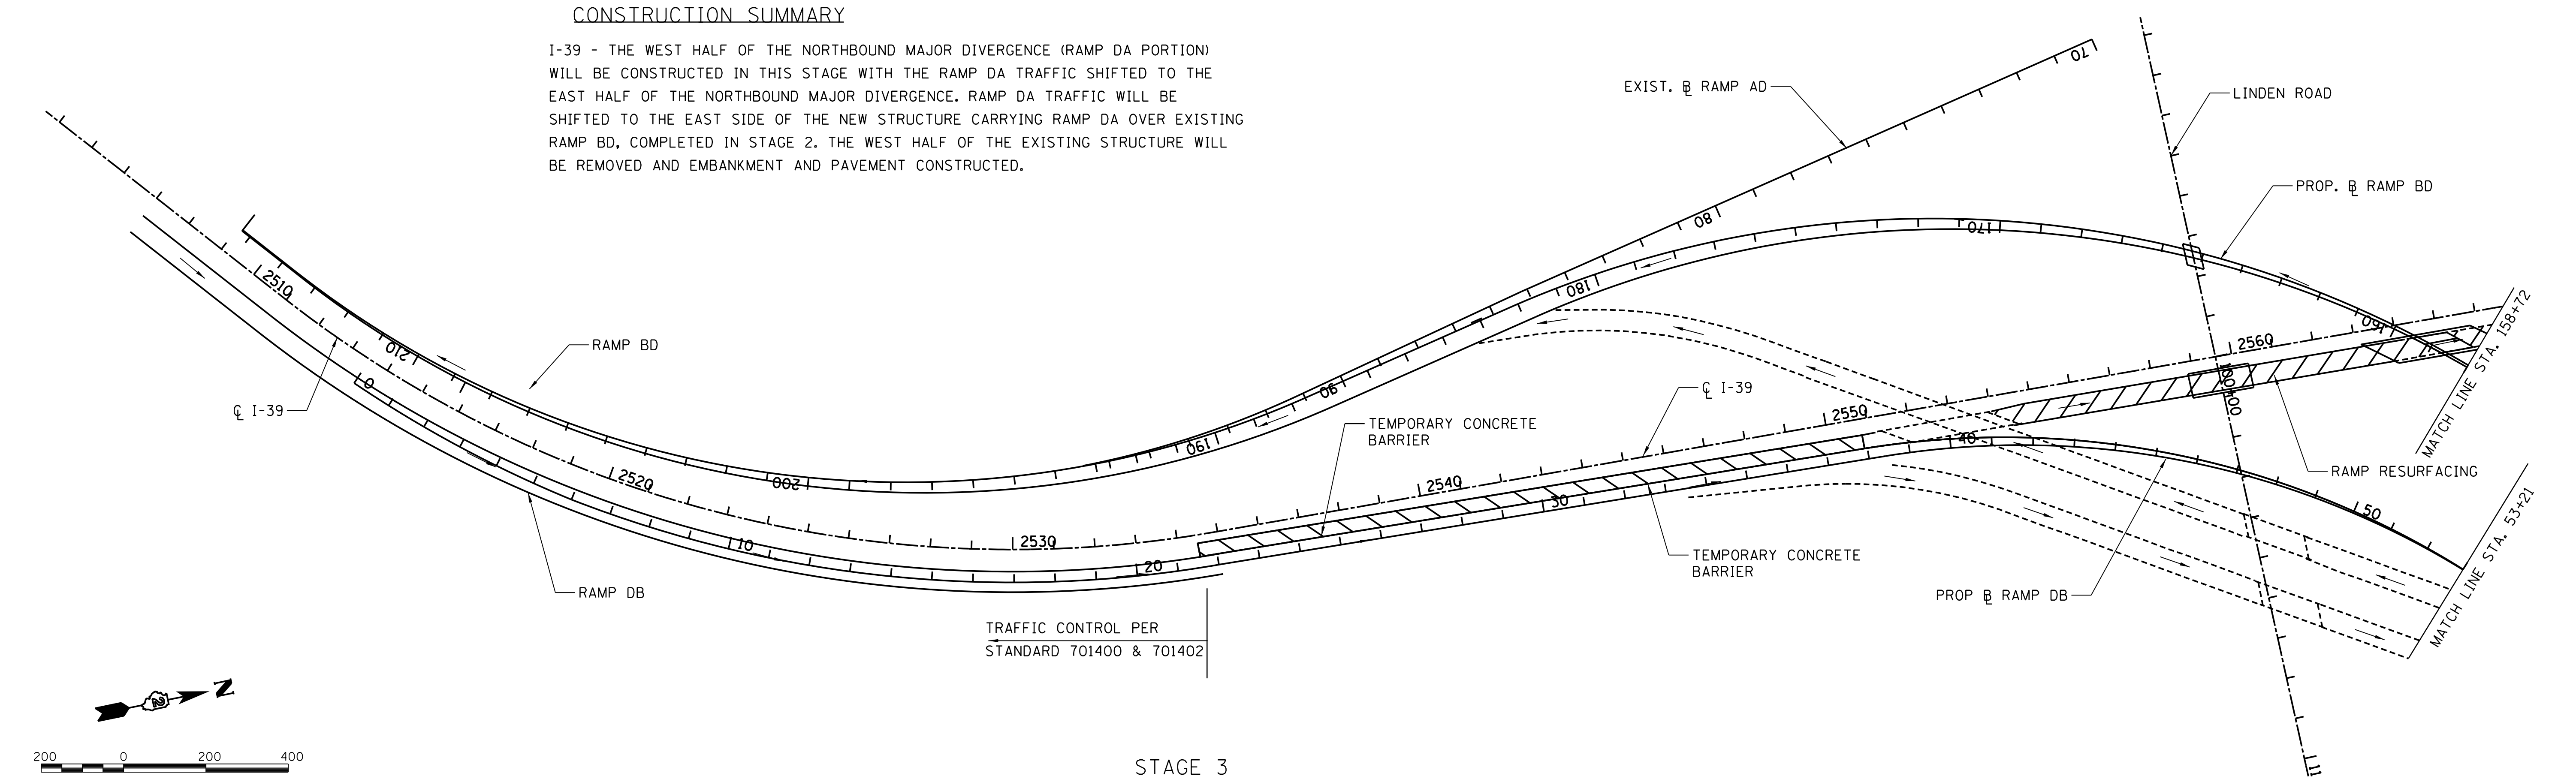 CONSTRUCTION SUMMARY
I-39 - THE WEST HALF OF THE NORTHBOUND MAJOR DIVERGENCE (RAMP DA PORTION)
WILL BE CONSTRUCTED IN THIS STAGE WITH THE RAMP DA TRAFFIC SHIFTED TO THE
EAST HALF OF THE NORTHBOUND MAJOR DIVERGENCE. RAMP DA TRAFFIC WILL BE
SHIFTED TO THE EAST SIDE OF THE NEW STRUCTURE CARRYING RAMP DA OVER EXISTING
RAMP BD, COMPLETED IN STAGE 2. THE WEST HALF OF THE EXISTING STRUCTURE WILL
BE REMOVED AND EMBANKMENT AND PAVEMENT CONSTRUCTED.
70
EXIST. ⅊ RAMP AD
LINDEN ROAD
PROP. ⅊ RAMP BD
80
170
180
2510
MATCH LINE STA. 158+72
160
2560
RAMP BD
210
0
℄ I-39
90
℄ I-39
2550
100+00
TEMPORARY CONCRETE
BARRIER
190
40
RAMP RESURFACING
2520
200
2540
30
50
2530
10
20
TEMPORARY CONCRETE
BARRIER
MATCH LINE STA. 53+21
RAMP DB
PROP ⅊ RAMP DB
TRAFFIC CONTROL PER
STANDARD 701400 & 701402
N
2
200 0 200 400
STAGE 3
11